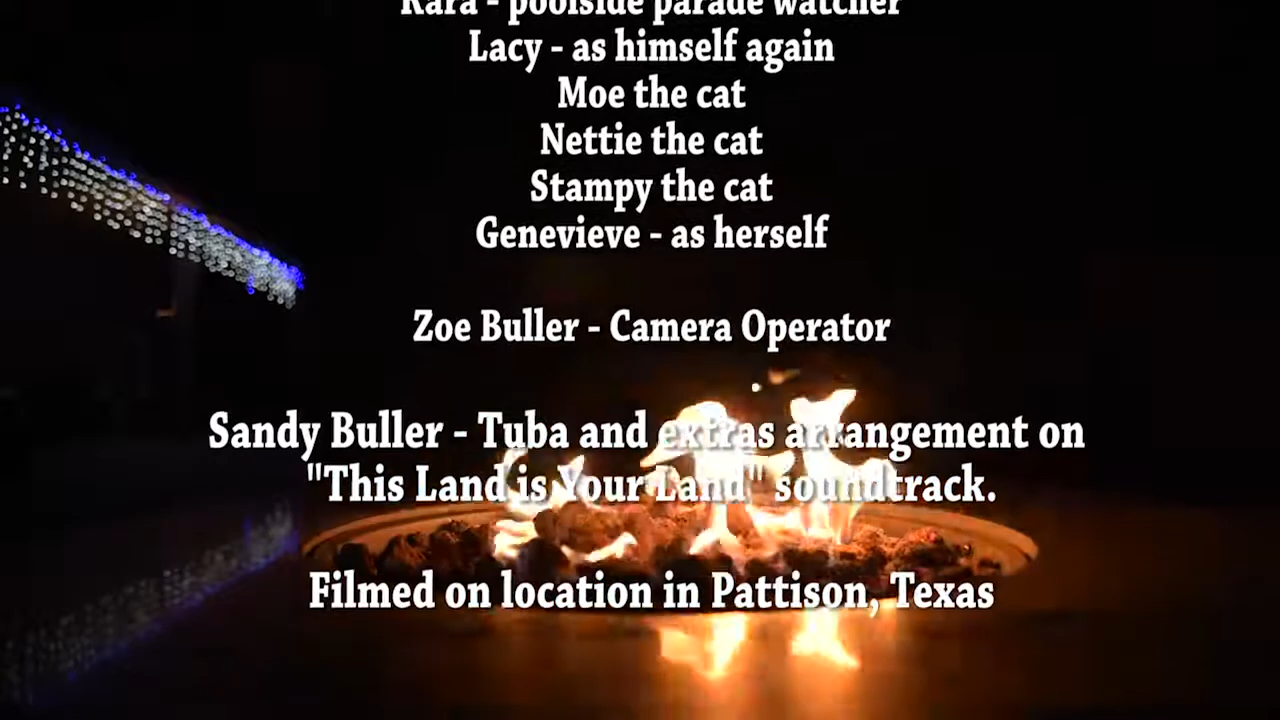 Kara - poolside parade watcher
Lacy - as himself again
Moe the cat
Nettie the cat
Stampy the cat
Genevieve - as herself
Zoe Buller - Camera Operator
Sandy Buller - Tuba and extras arrangement on
"This Land is Your Land" soundtrack.
Filmed on location in Pattison, Texas